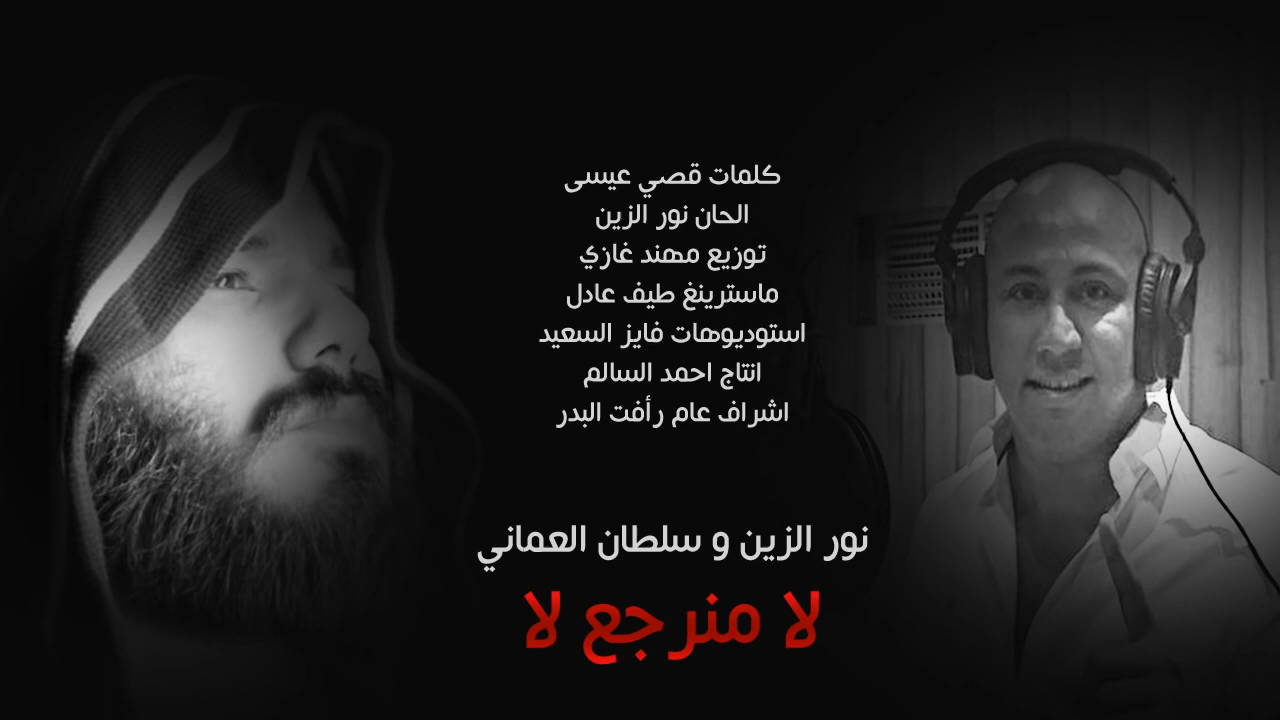 كلمات قصي عيسى
الحان نور الزين
توزيع مهند غازي
ماسترينغ طيف عادل
استوديوهات فايز السعيد
انتاج احمد السالم
اشراف عام رأفت البدر
نور الزين و سلطان العماني
لا منرجع لا